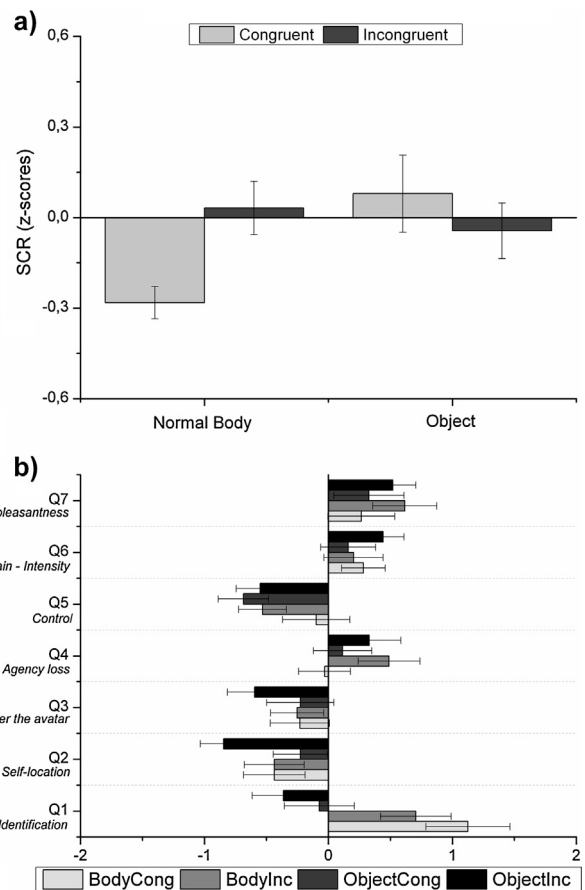 a)
Congruent Incongruent
0,6
0,3
0,0
-0,3
-0,6
SCR (z-scores)
Normal Body Object
b)
Q7
pleasantness
Q6
ain - Intensity
Q5
Control
Q4
Agency loss
Q3
er the avatar
Q2
Self-location
Q1
Identification
-2 -1 0 1 2
BodyCong BodyInc ObjectCong ObjectInc